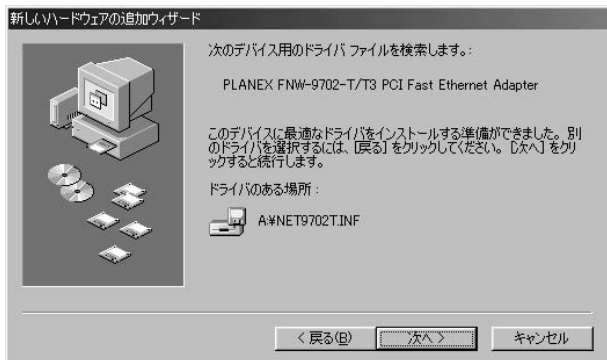 新しいハードウェアの追加ウィザード
次のデバイス用のドライバ ファイルを検索します。:
PLANEX FNW-9702-T/T3 PCI Fast Ethernet Adapter
このデバイスに最適なドライバをインストールする準備ができました。別
のドライバを選択するには、[戻る] をクリックしてください。[次へ] をクリ
ックすると続行します。
ドライバのある場所:
A:¥NET9702T.INF
< 戻る(B)
次へ >
キャンセル